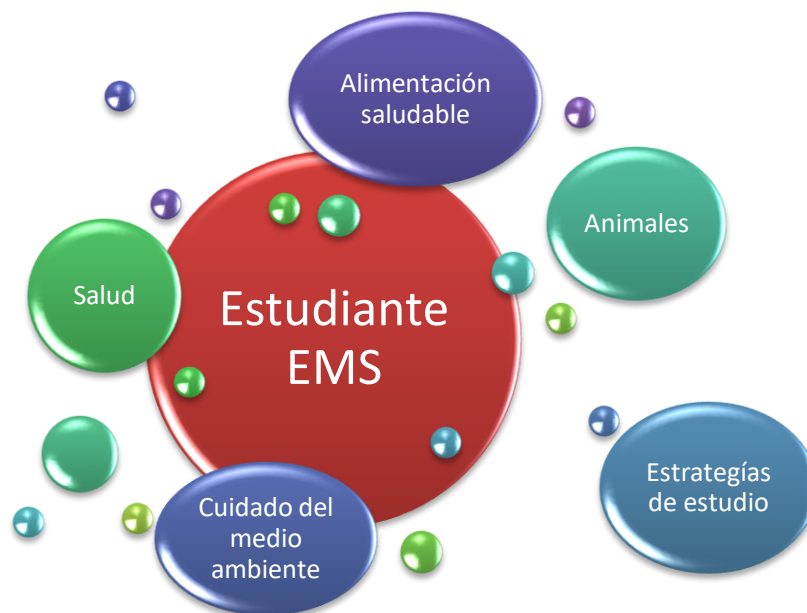 Alimentación
saludable
Animales
Salud
Estudiante
EMS
Estrategías
de estudio
Cuidado del
medio
ambiente